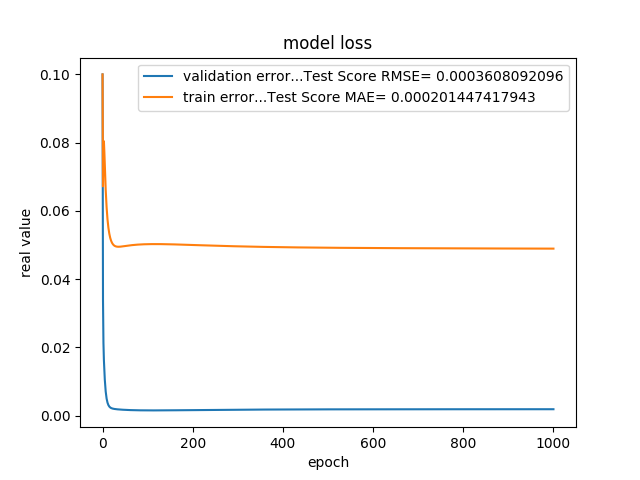 model loss
validation error...Test Score RMSE= 0.0003608092096
train error...Test Score MAE= 0.000201447417943
0.10
0.08
0.06
0.04
0.02
0.00
real value
0 200 400 600 800 1000
epoch